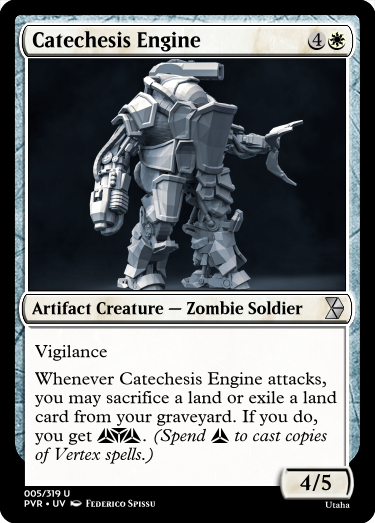 Catechesis Engine 4
Artifact Creature — Zombie Soldier
Vigilance
Whenever Catechesis Engine attacks,
you may sacrifice a land or exile a land
card from your graveyard. If you do,
you get . (Spend to cast copies
of Vertex spells.)
4/5
005/319 U
PVR • UV Federico Spissu
Utaha